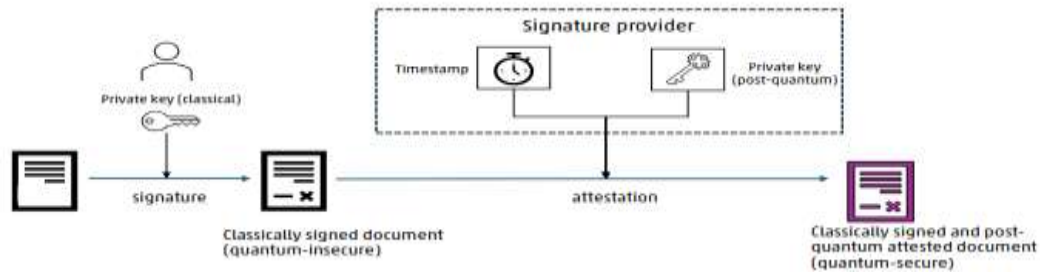 Signature provider
Timestamp
Private key
(post-quantum)
Private key (classical)
signature
attestation
Classically signed document
(quantum-insecure)
Classically signed and post-
quantum attested document
(quantum-secure)